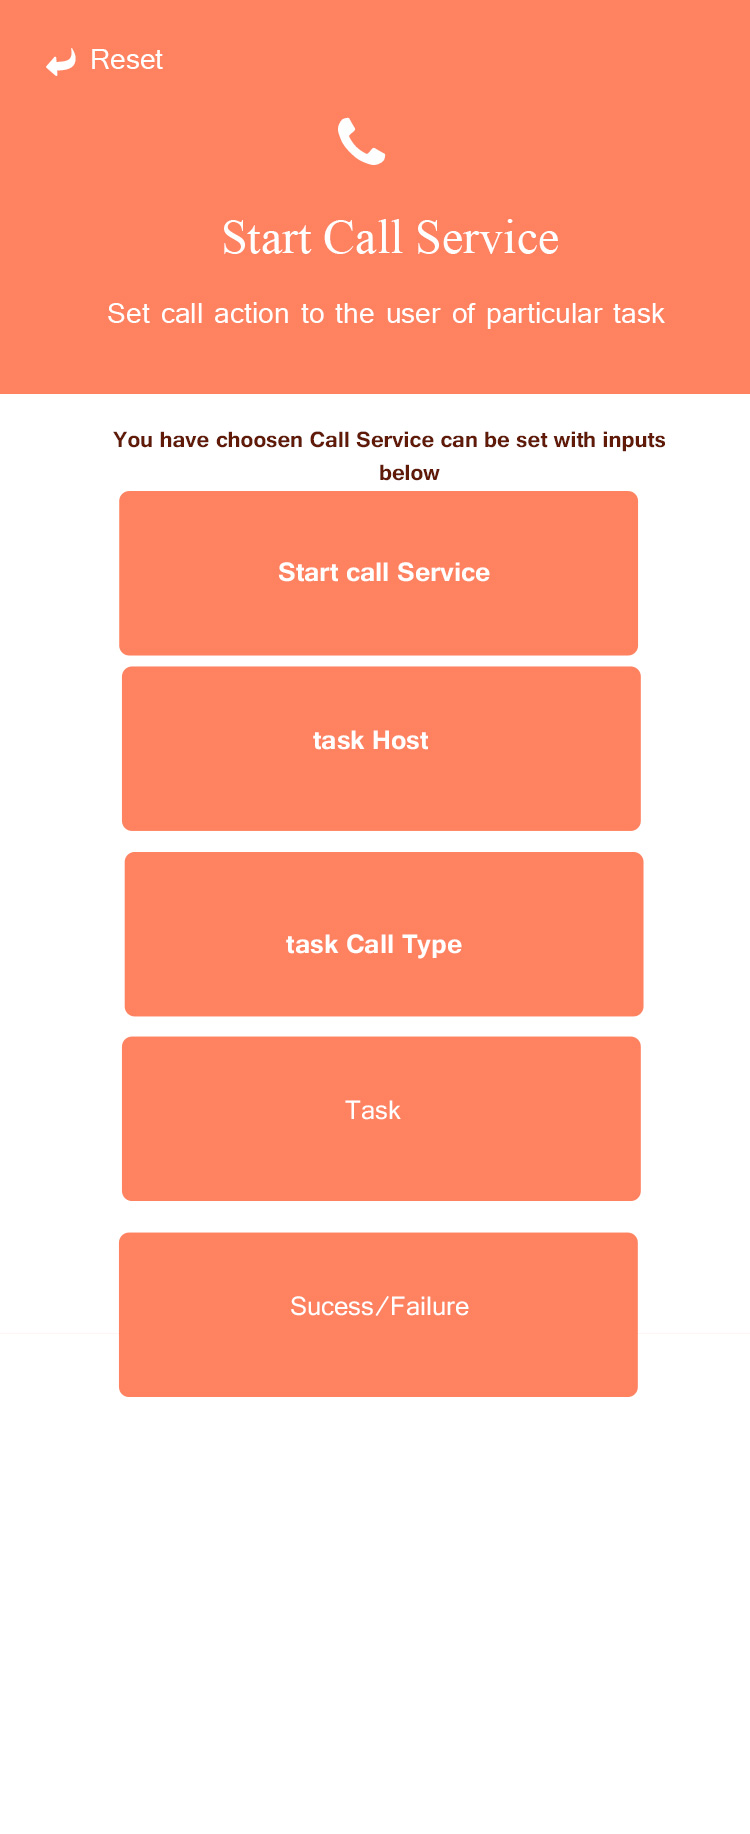 Reset
Start Call Service
Set call action to the user of particular task
You have choosen Call Service can be set with inputs
below
Start call Service
task Host
task Call Type
Task
Sucess/Failure